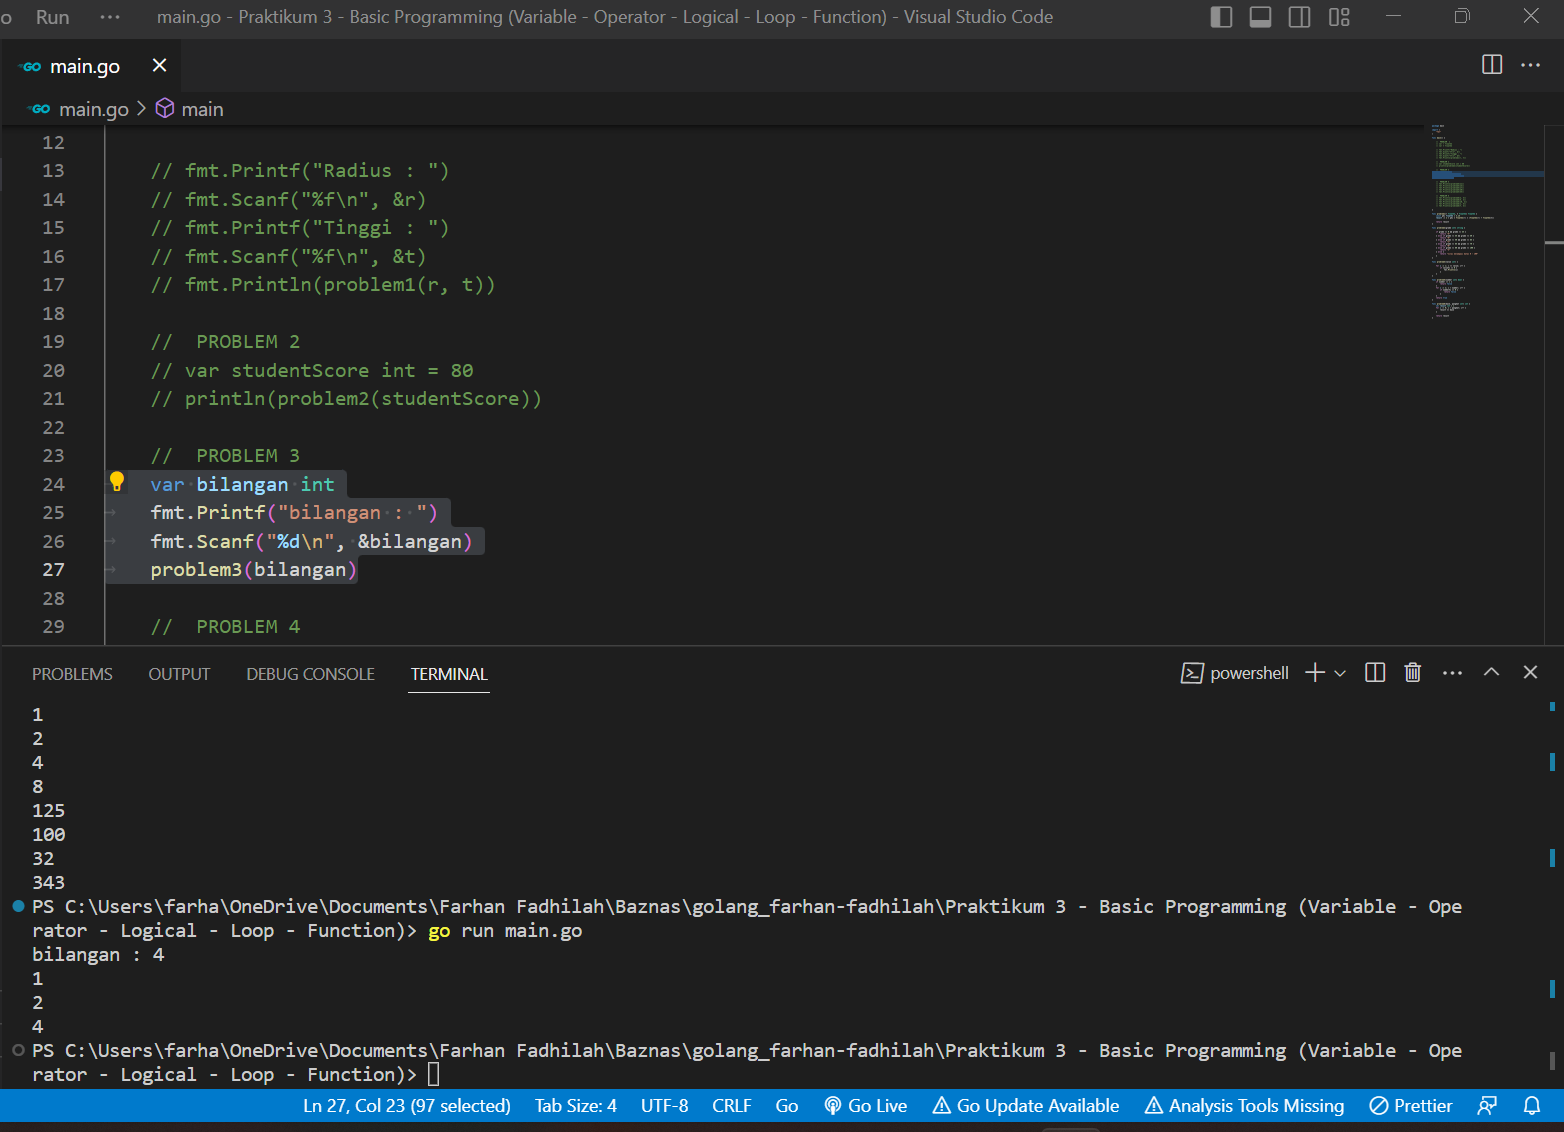 o Run ··· main.go - Praktikum 3 - Basic Programming (Variable - Operator - Logical - Loop - Function) - Visual Studio Code
GO main.go
GO main.go > main
12
13 // fmt.Printf("Radius : ")
14 // fmt.Scanf("%f\n", &r)
15 // fmt.Printf("Tinggi : ")
16 // fmt.Scanf("%f\n", &t)
17 // fmt.Println(problem1(r, t))
18
19 //  PROBLEM 2
20 // var studentScore int = 80
21 // println(problem2(studentScore))
22
23 //  PROBLEM 3
24 var bilangan int
25 fmt.Printf("bilangan : ")
26 fmt.Scanf("%d\n", &bilangan)
27 problem3(bilangan)
28
29 //  PROBLEM 4
PROBLEMS OUTPUT DEBUG CONSOLE TERMINAL powershell
1
2
4
8
125
100
32
343
PS C:\Users\farha\OneDrive\Documents\Farhan Fadhilah\Baznas\golang_farhan-fadhilah\Praktikum 3 - Basic Programming (Variable - Ope
rator - Logical - Loop - Function)> go run main.go
bilangan : 4
1
2
4
PS C:\Users\farha\OneDrive\Documents\Farhan Fadhilah\Baznas\golang_farhan-fadhilah\Praktikum 3 - Basic Programming (Variable - Ope
rator - Logical - Loop - Function)>
Ln 27, Col 23 (97 selected) Tab Size: 4 UTF-8 CRLF Go Go Live Go Update Available Analysis Tools Missing Prettier